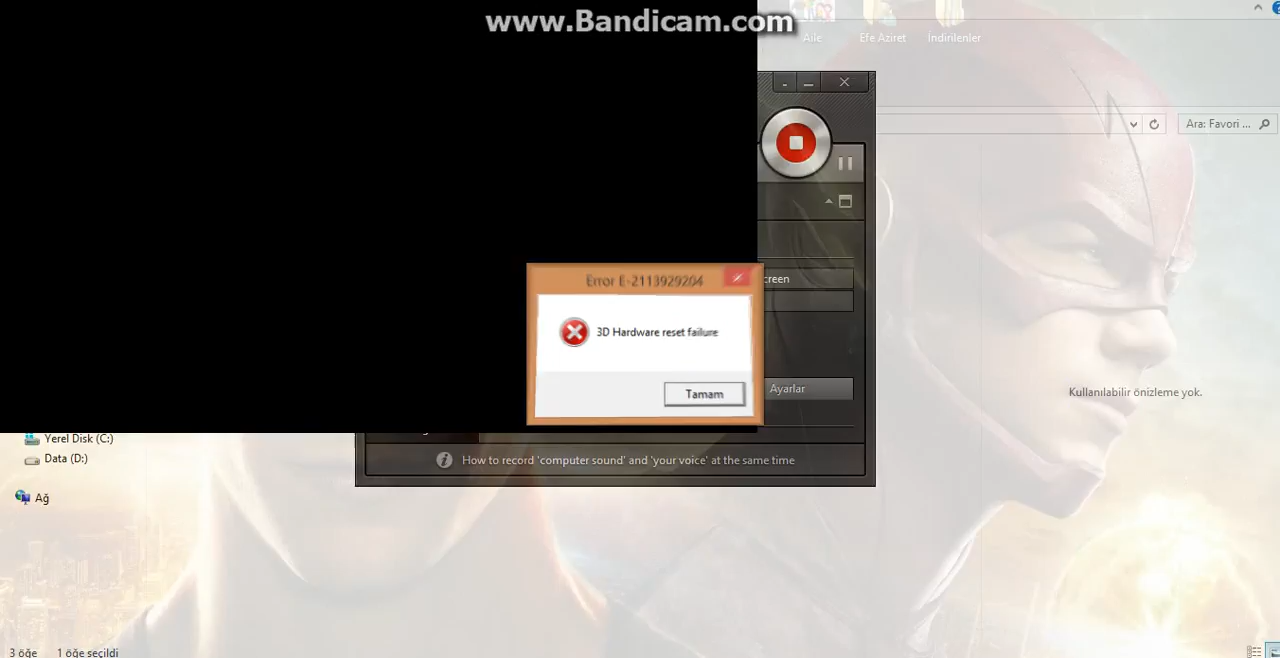 www.Bandicam.com
Aile
Efe Aziret
İndirilenler
Ara: Favori ...
Error E-2113929204
creen
3D Hardware reset failure
Tamam
Ayarlar
Kullanılabilir önizleme yok.
Yerel Disk (C:)
Data (D:)
How to record 'computer sound' and 'your voice' at the same time
Ağ
3 öğe
1 öğe seçildi